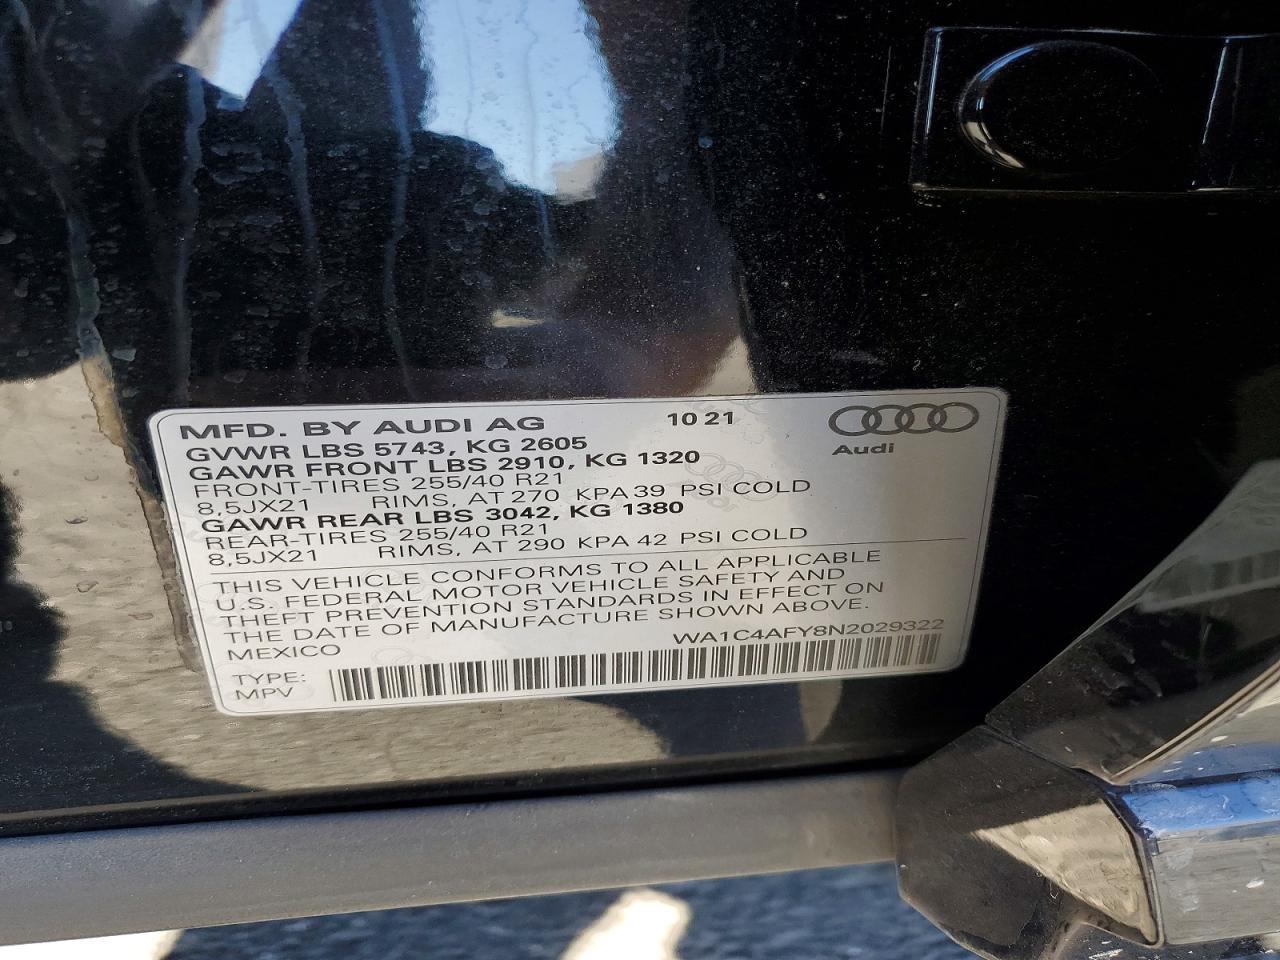 MFD. BY AUDI AG 10 21
Audi
GVWR LBS 5743, KG 2605
GAWR FRONT LBS 2910, KG 1320
FRONT-TIRES 255/40 R21
8,5JX21 RIMS, AT 270 KPA 39 PSI COLD
GAWR REAR LBS 3042, KG 1380
REAR-TIRES 255/40 R21
8,5JX21 RIMS, AT 290 KPA 42 PSI COLD
THIS VEHICLE CONFORMS TO ALL APPLICABLE
U.S. FEDERAL MOTOR VEHICLE SAFETY AND
THEFT PREVENTION STANDARDS IN EFFECT ON
THE DATE OF MANUFACTURE SHOWN ABOVE.
MEXICO WA1C4AFY8N2029322
TYPE:
MPV